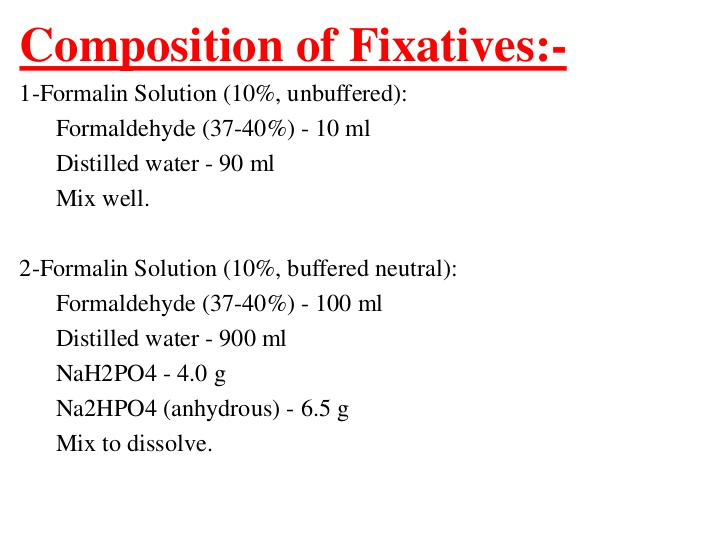 Composition of Fixatives:-
1-Formalin Solution (10%, unbuffered):
Formaldehyde (37-40%) - 10 ml
Distilled water - 90 ml
Mix well.
2-Formalin Solution (10%, buffered neutral):
Formaldehyde (37-40%) - 100 ml
Distilled water - 900 ml
NaH2PO4 - 4.0 g
Na2HPO4 (anhydrous) - 6.5 g
Mix to dissolve.